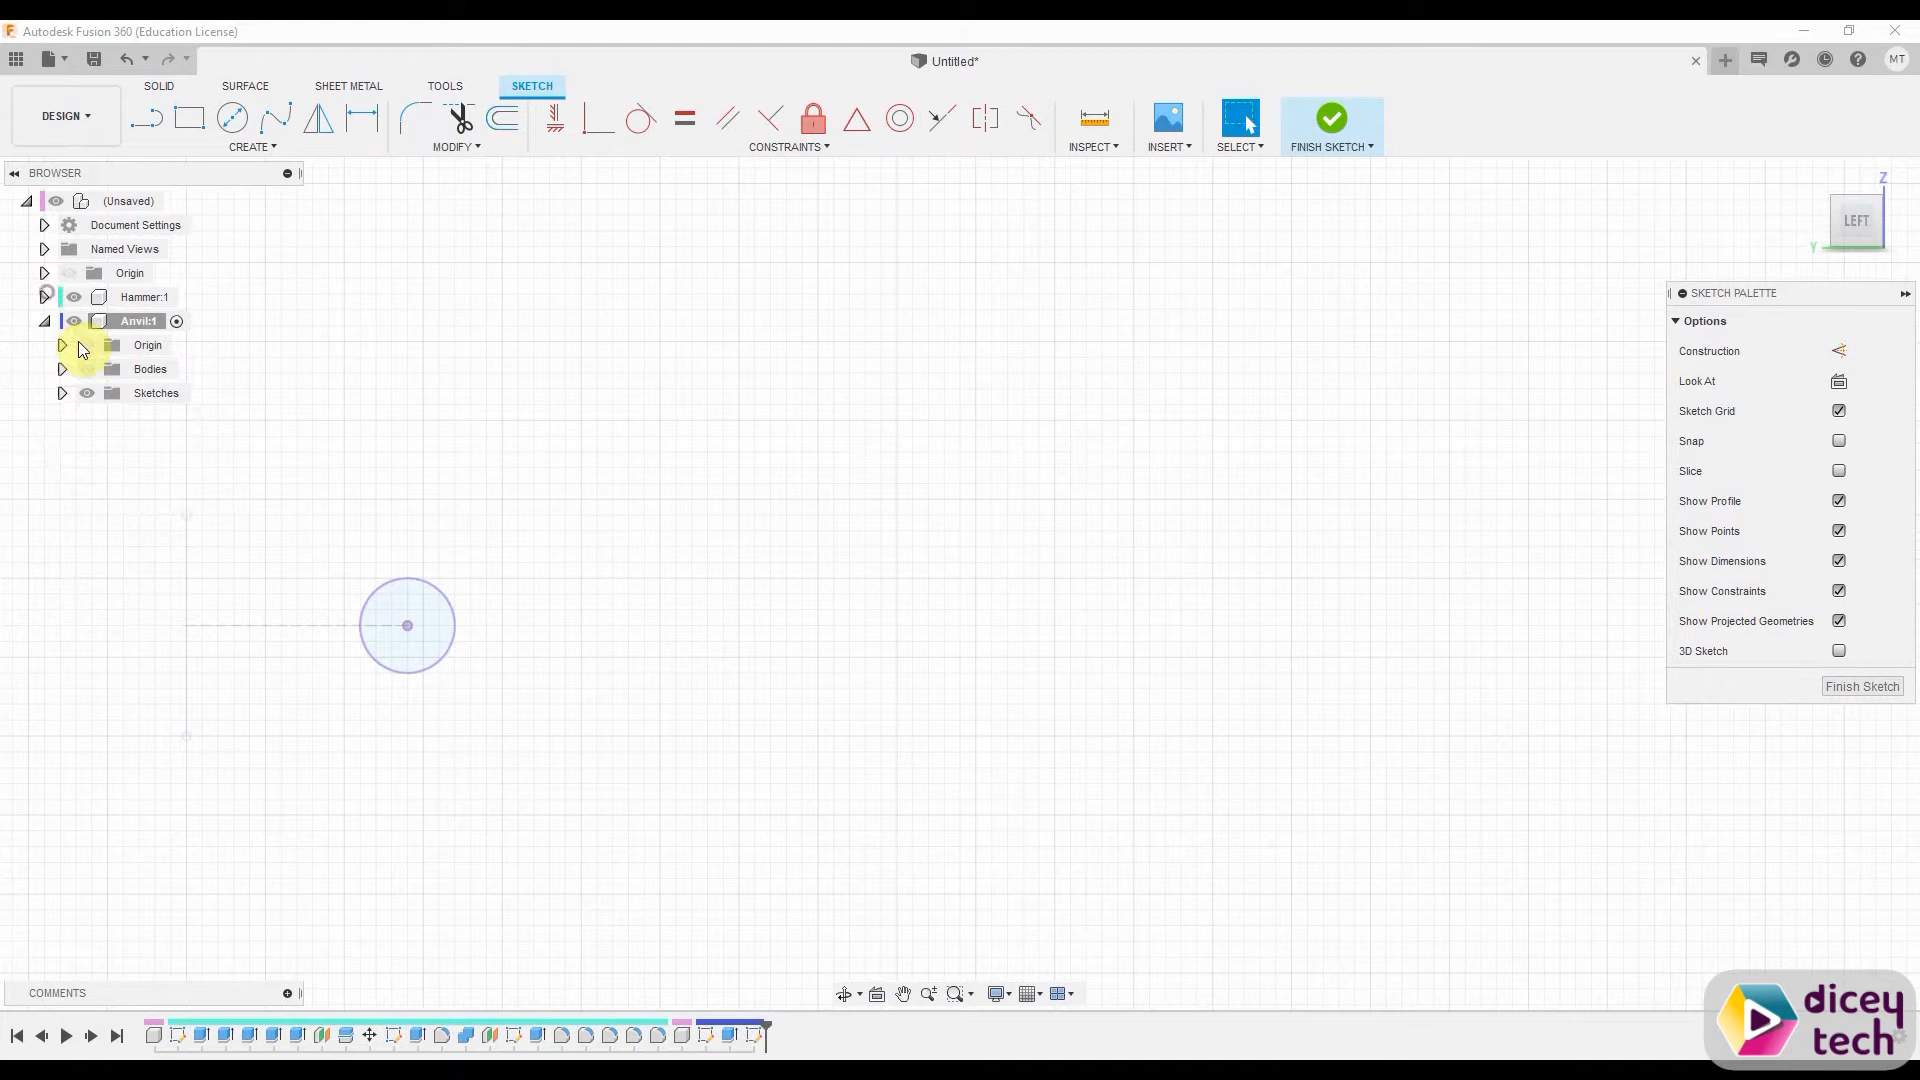 Autodesk Fusion 360 (Education License)
Untitled*
MT
SOLID SURFACE SHEET METAL TOOLS SKETCH
DESIGN
CREATE MODIFY CONSTRAINTS INSPECT INSERT SELECT FINISH SKETCH
BROWSER
(Unsaved)
Document Settings
Named Views
Origin
Hammer:1
Anvil:1
Origin
Bodies
Sketches
Z
LEFT
Y
SKETCH PALETTE
Options
Construction
Look At
Sketch Grid
Snap
Slice
Show Profile
Show Points
Show Dimensions
Show Constraints
Show Projected Geometries
3D Sketch
Finish Sketch
COMMENTS
dicey
tech